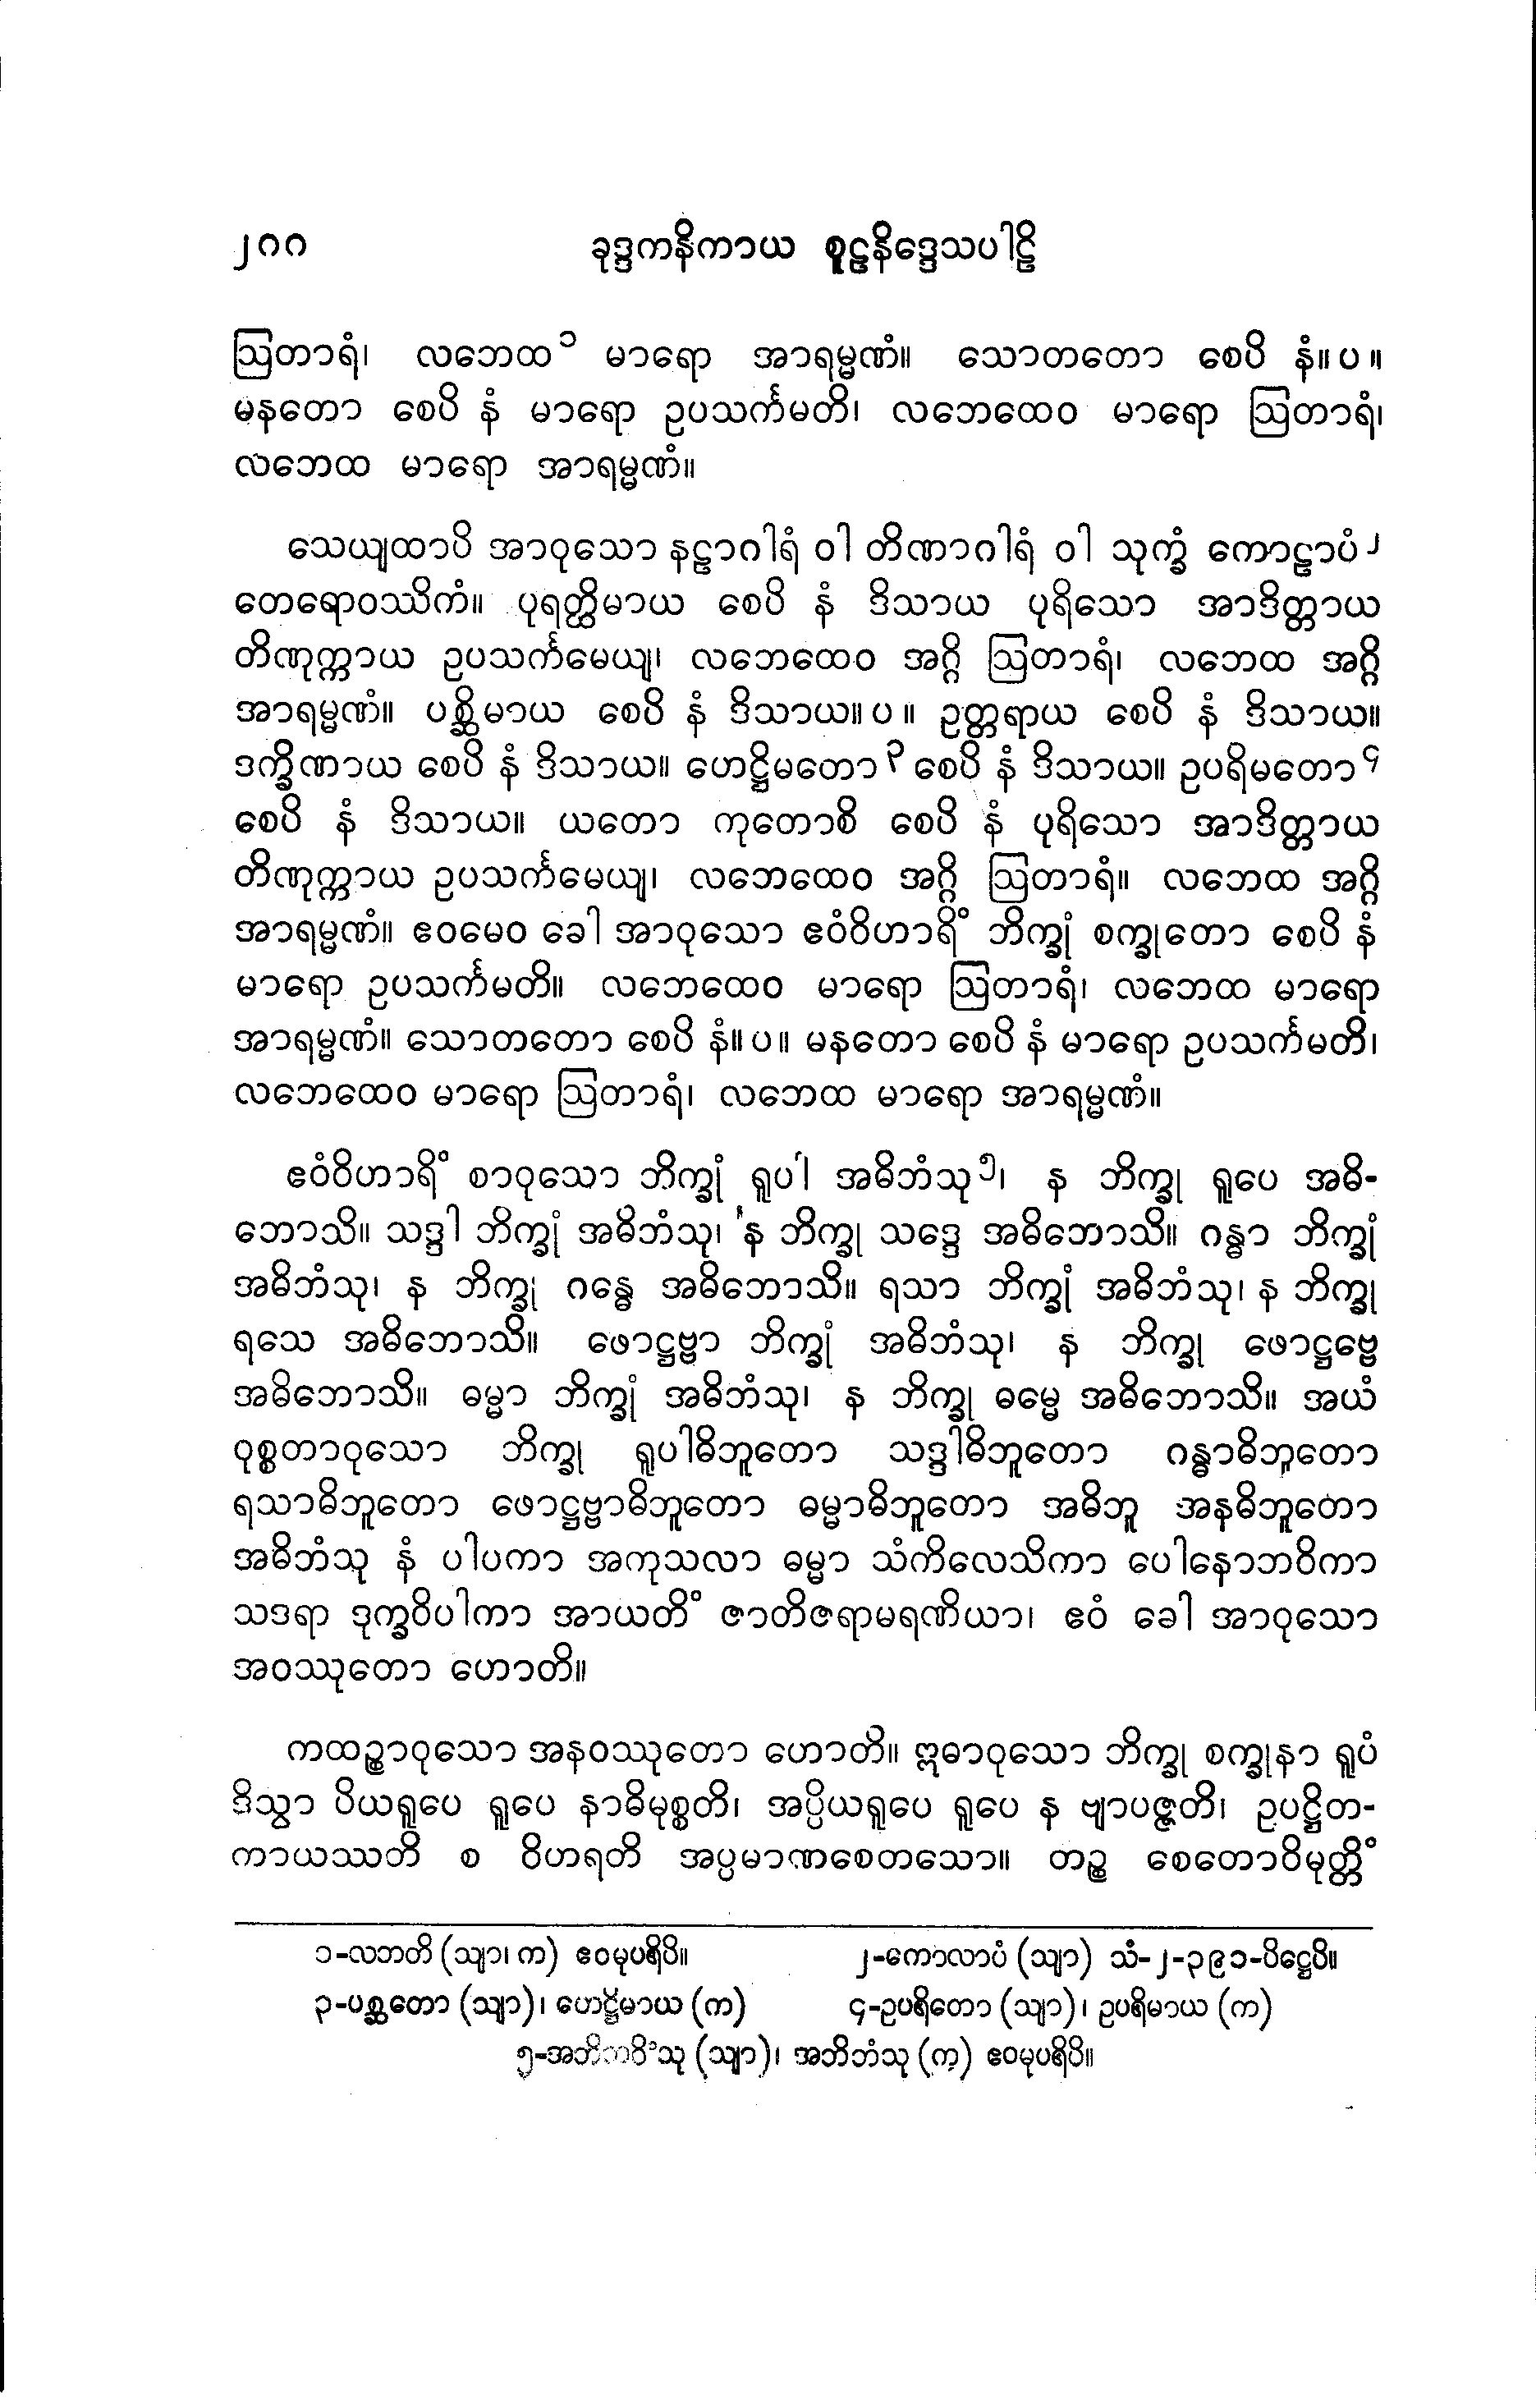 ၂၀၀ ခုဒ္ဒကနိကာယ စူဠနိဒ္ဒေသပါဠိ
ဩတာရံ၊ လဘေထ၁ မာရော အာရမ္မဏံ။ သောတတော စေပိ နံ။ပ။
မနတော စေပိ နံ မာရော ဥပသင်္ကမတိ၊ လဘေထေဝ မာရော ဩတာရံ၊
လဘေထ မာရော အာရမ္မဏံ။
သေယျထာပိ အာဝုသော နဠာဂါရံ ဝါ တိဏာဂါရံ ဝါ သုက္ခံ ကောဠာပံ၂
တေရောဝဿိကံ။ ပုရတ္ထိမာယ စေပိ နံ ဒိသာယ ပုရိသော အာဒိတ္တာယ
တိဏုက္ကာယ ဥပသင်္ကမေယျ၊ လဘေထေဝ အဂ္ဂိ ဩတာရံ၊ လဘေထ အဂ္ဂိ
အာရမ္မဏံ။ ပစ္ဆိမာယ စေပိ နံ ဒိသာယ။ပ။ ဥတ္တရာယ စေပိ နံ ဒိသာယ။
ဒက္ခိဏာယ စေပိ နံ ဒိသာယ။ ဟေဋ္ဌိမတော၃ စေပိ နံ ဒိသာယ။ ဥပရိမတော၄
စေပိ နံ ဒိသာယ။ ယတော ကုတောစိ စေပိ နံ ပုရိသော အာဒိတ္တာယ
တိဏုက္ကာယ ဥပသင်္ကမေယျ၊ လဘေထေဝ အဂ္ဂိ ဩတာရံ။ လဘေထ အဂ္ဂိ
အာရမ္မဏံ။ ဧဝမေဝ ခေါ အာဝုသော ဧဝံဝိဟာရိံ ဘိက္ခုံ စက္ခုတော စေပိ နံ
မာရော ဥပသင်္ကမတိ။ လဘေထေဝ မာရော ဩတာရံ၊ လဘေထ မာရော
အာရမ္မဏံ။ သောတတော စေပိ နံ။ပ။ မနတော စေပိ နံ မာရော ဥပသင်္ကမတိ၊
လဘေထေဝ မာရော ဩတာရံ၊ လဘေထ မာရော အာရမ္မဏံ။
ဧဝံဝိဟာရိံ စာဝုသော ဘိက္ခုံ ရူပါ အဓိဘံသု၅၊ န ဘိက္ခု ရူပေ အဓိ-
ဘောသိ။ သဒ္ဒါ ဘိက္ခုံ အဓိဘံသု၊ န ဘိက္ခု သဒ္ဒေ အဓိဘောသိ။ ဂန္ဓာ ဘိက္ခုံ
အဓိဘံသု၊ န ဘိက္ခု ဂန္ဓေ အဓိဘောသိ။ ရသာ ဘိက္ခုံ အဓိဘံသု၊ န ဘိက္ခု
ရသေ အဓိဘောသိ။ ဖောဋ္ဌဗ္ဗာ ဘိက္ခုံ အဓိဘံသု၊ န ဘိက္ခု ဖောဋ္ဌဗ္ဗေ
အဓိဘောသိ။ ဓမ္မာ ဘိက္ခုံ အဓိဘံသု၊ န ဘိက္ခု ဓမ္မေ အဓိဘောသိ။ အယံ
ဝုစ္စတာဝုသော ဘိက္ခု ရူပါဓိဘူတော သဒ္ဒါဓိဘူတော ဂန္ဓာဓိဘူတော
ရသာဓိဘူတော ဖောဋ္ဌဗ္ဗာဓိဘူတော ဓမ္မာဓိဘူတော အဓိဘူ အနဓိဘူတော
အဓိဘံသု နံ ပါပကာ အကုသလာ ဓမ္မာ သံကိလေသိကာ ပေါနောဘဝိကာ
သဒရာ ဒုက္ခဝိပါကာ အာယတိံ ဇာတိဇရာမရဏိယာ၊ ဧဝံ ခေါ အာဝုသော
အဝဿုတော ဟောတိ။
ကထဉ္စာဝုသော အနဝဿုတော ဟောတိ။ ဣဓာဝုသော ဘိက္ခု စက္ခုနာ ရူပံ
ဒိသွာ ပိယရူပေ ရူပေ နာဓိမုစ္စတိ၊ အပ္ပိယရူပေ ရူပေ န ဗျာပဇ္ဇတိ၊ ဥပဋ္ဌိတ-
ကာယဿတိ စ ဝိဟရတိ အပ္ပမာဏစေတသော။ တဉ္စ စေတောဝိမုတ္တိံ
၁-လဘတိ (သျာ၊ က) ဧဝမုပရိပိ။ ၂-ကောလာပံ (သျာ) သံ-၂-၃၉၁-ပိဋ္ဌေပိ။
၃-ပစ္ဆတော (သျာ)၊ ဟေဋ္ဌိမာယ (က) ၄-ဥပရိတော (သျာ)၊ ဥပရိမာယ (က)
၅-အဘိဘဝိံသု (သျာ)၊ အဘိဘံသု (က) ဧဝမုပရိပိ။